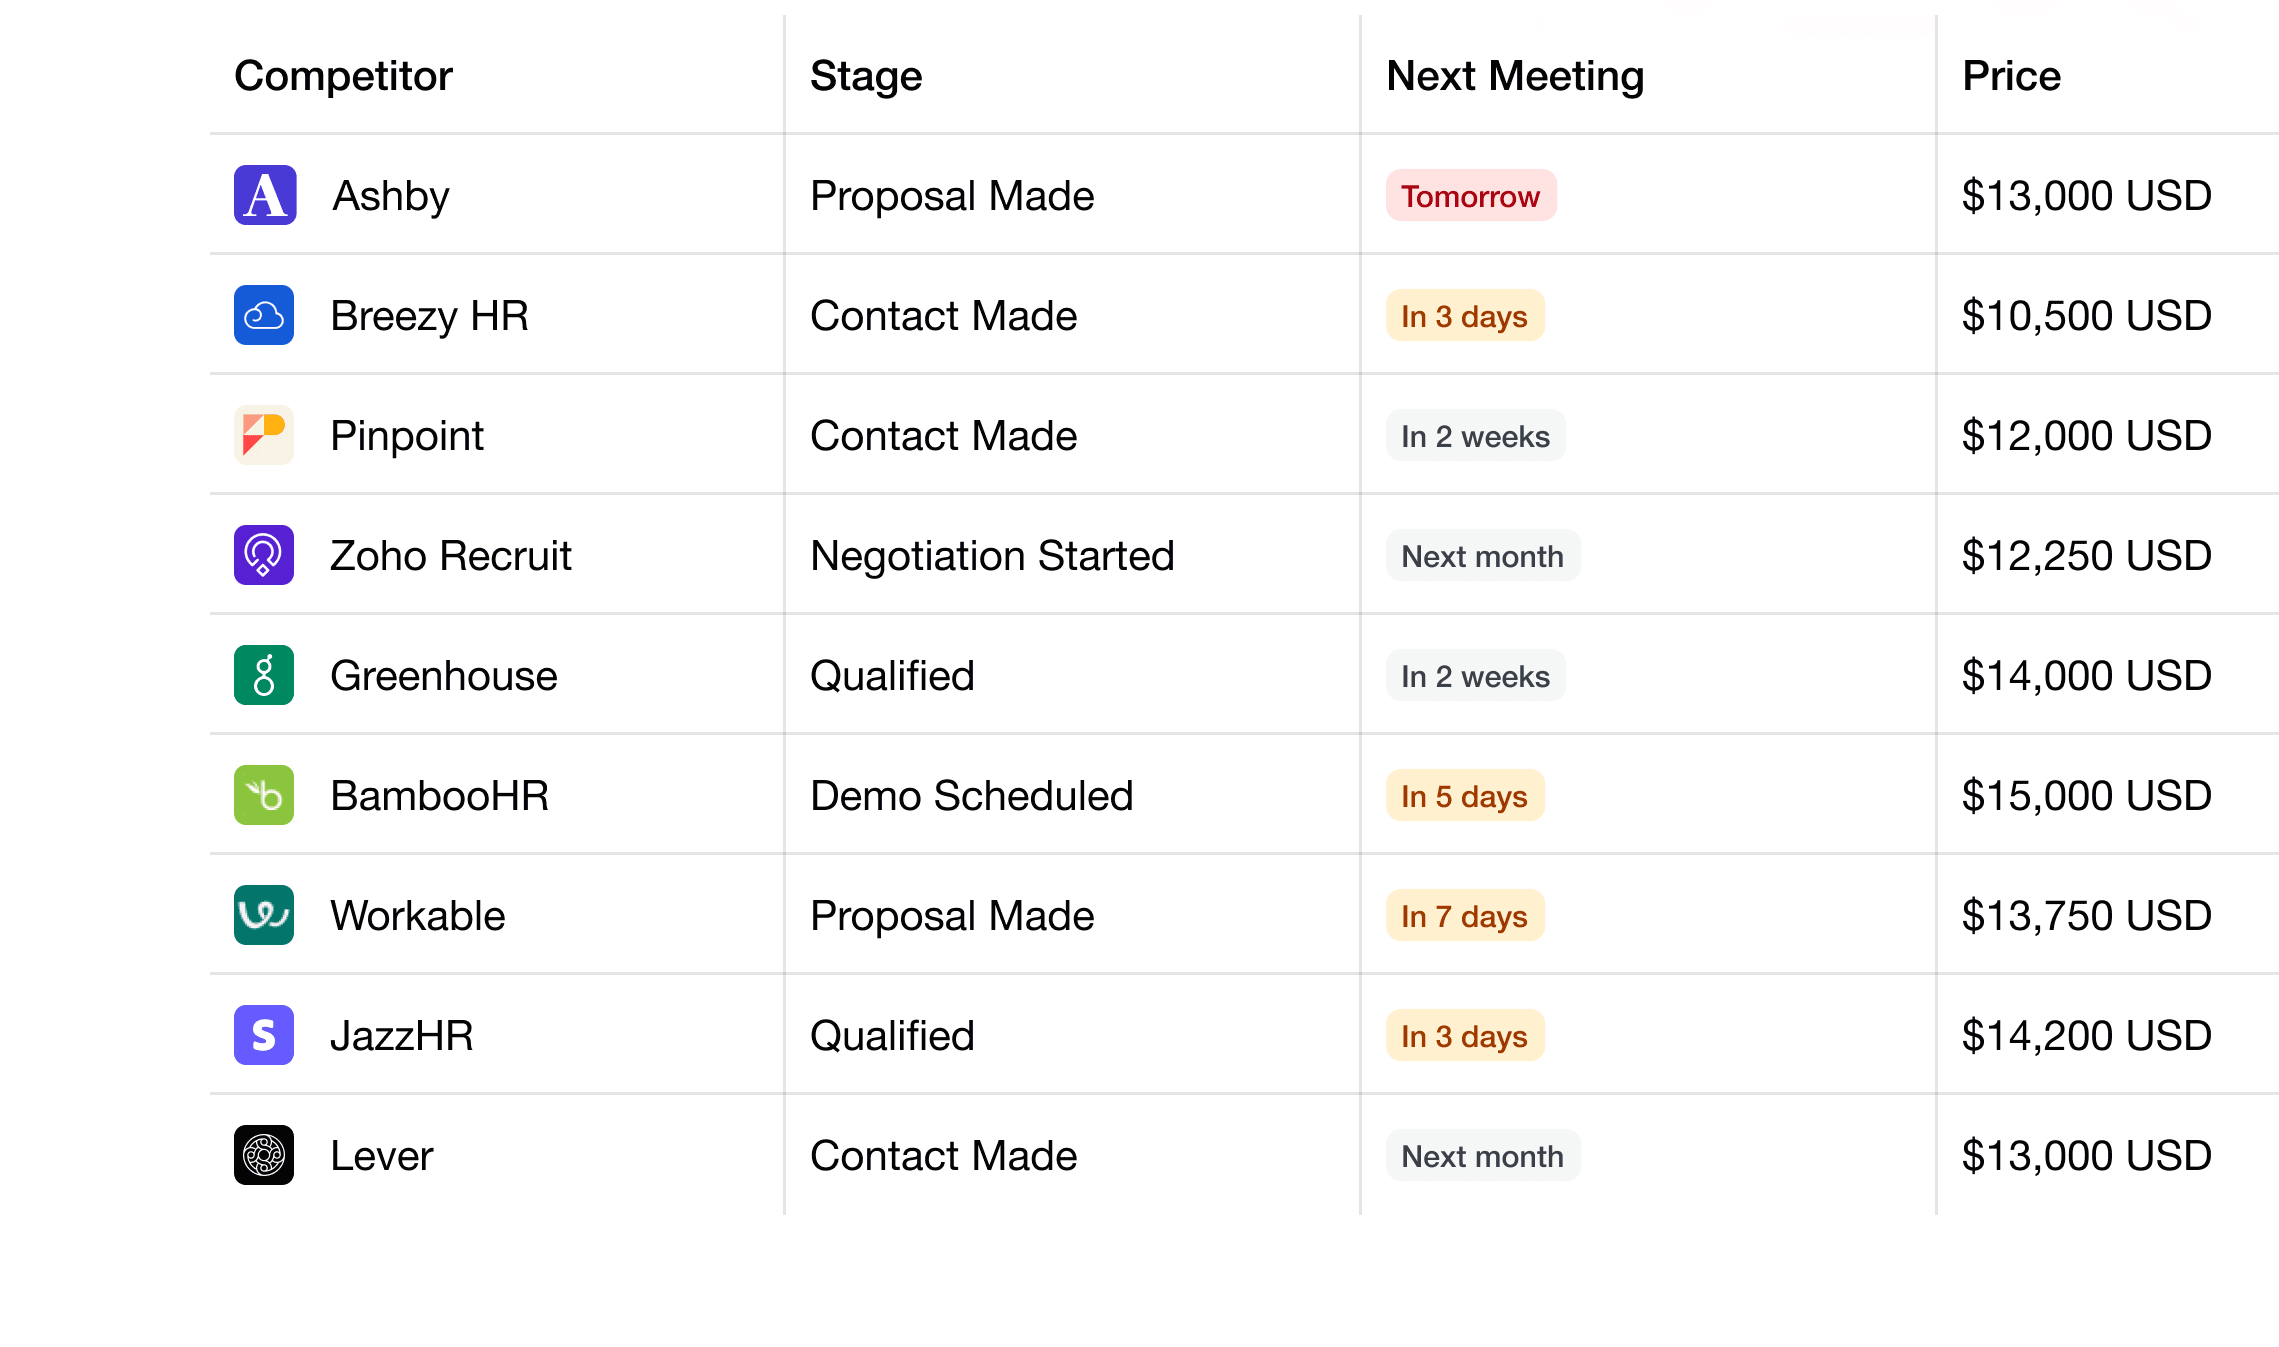 Competitor Stage Next Meeting Price
Ashby Proposal Made Tomorrow $13,000 USD
Breezy HR Contact Made In 3 days $10,500 USD
Pinpoint Contact Made In 2 weeks $12,000 USD
Zoho Recruit Negotiation Started Next month $12,250 USD
Greenhouse Qualified In 2 weeks $14,000 USD
BambooHR Demo Scheduled In 5 days $15,000 USD
Workable Proposal Made In 7 days $13,750 USD
JazzHR Qualified In 3 days $14,200 USD
Lever Contact Made Next month $13,000 USD